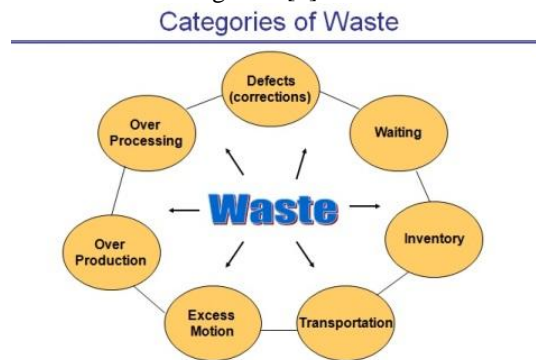 Categories of Waste
Defects
(corrections)
Over
Processing
Waiting
Waste
Over
Production
Inventory
Excess
Motion
Transportation